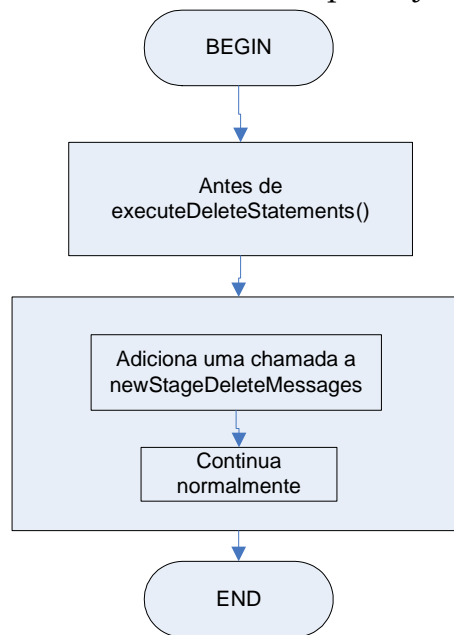 BEGIN
Antes de
executeDeleteStatements()
Adiciona uma chamada a
newStageDeleteMessages
Continua
normalmente
END